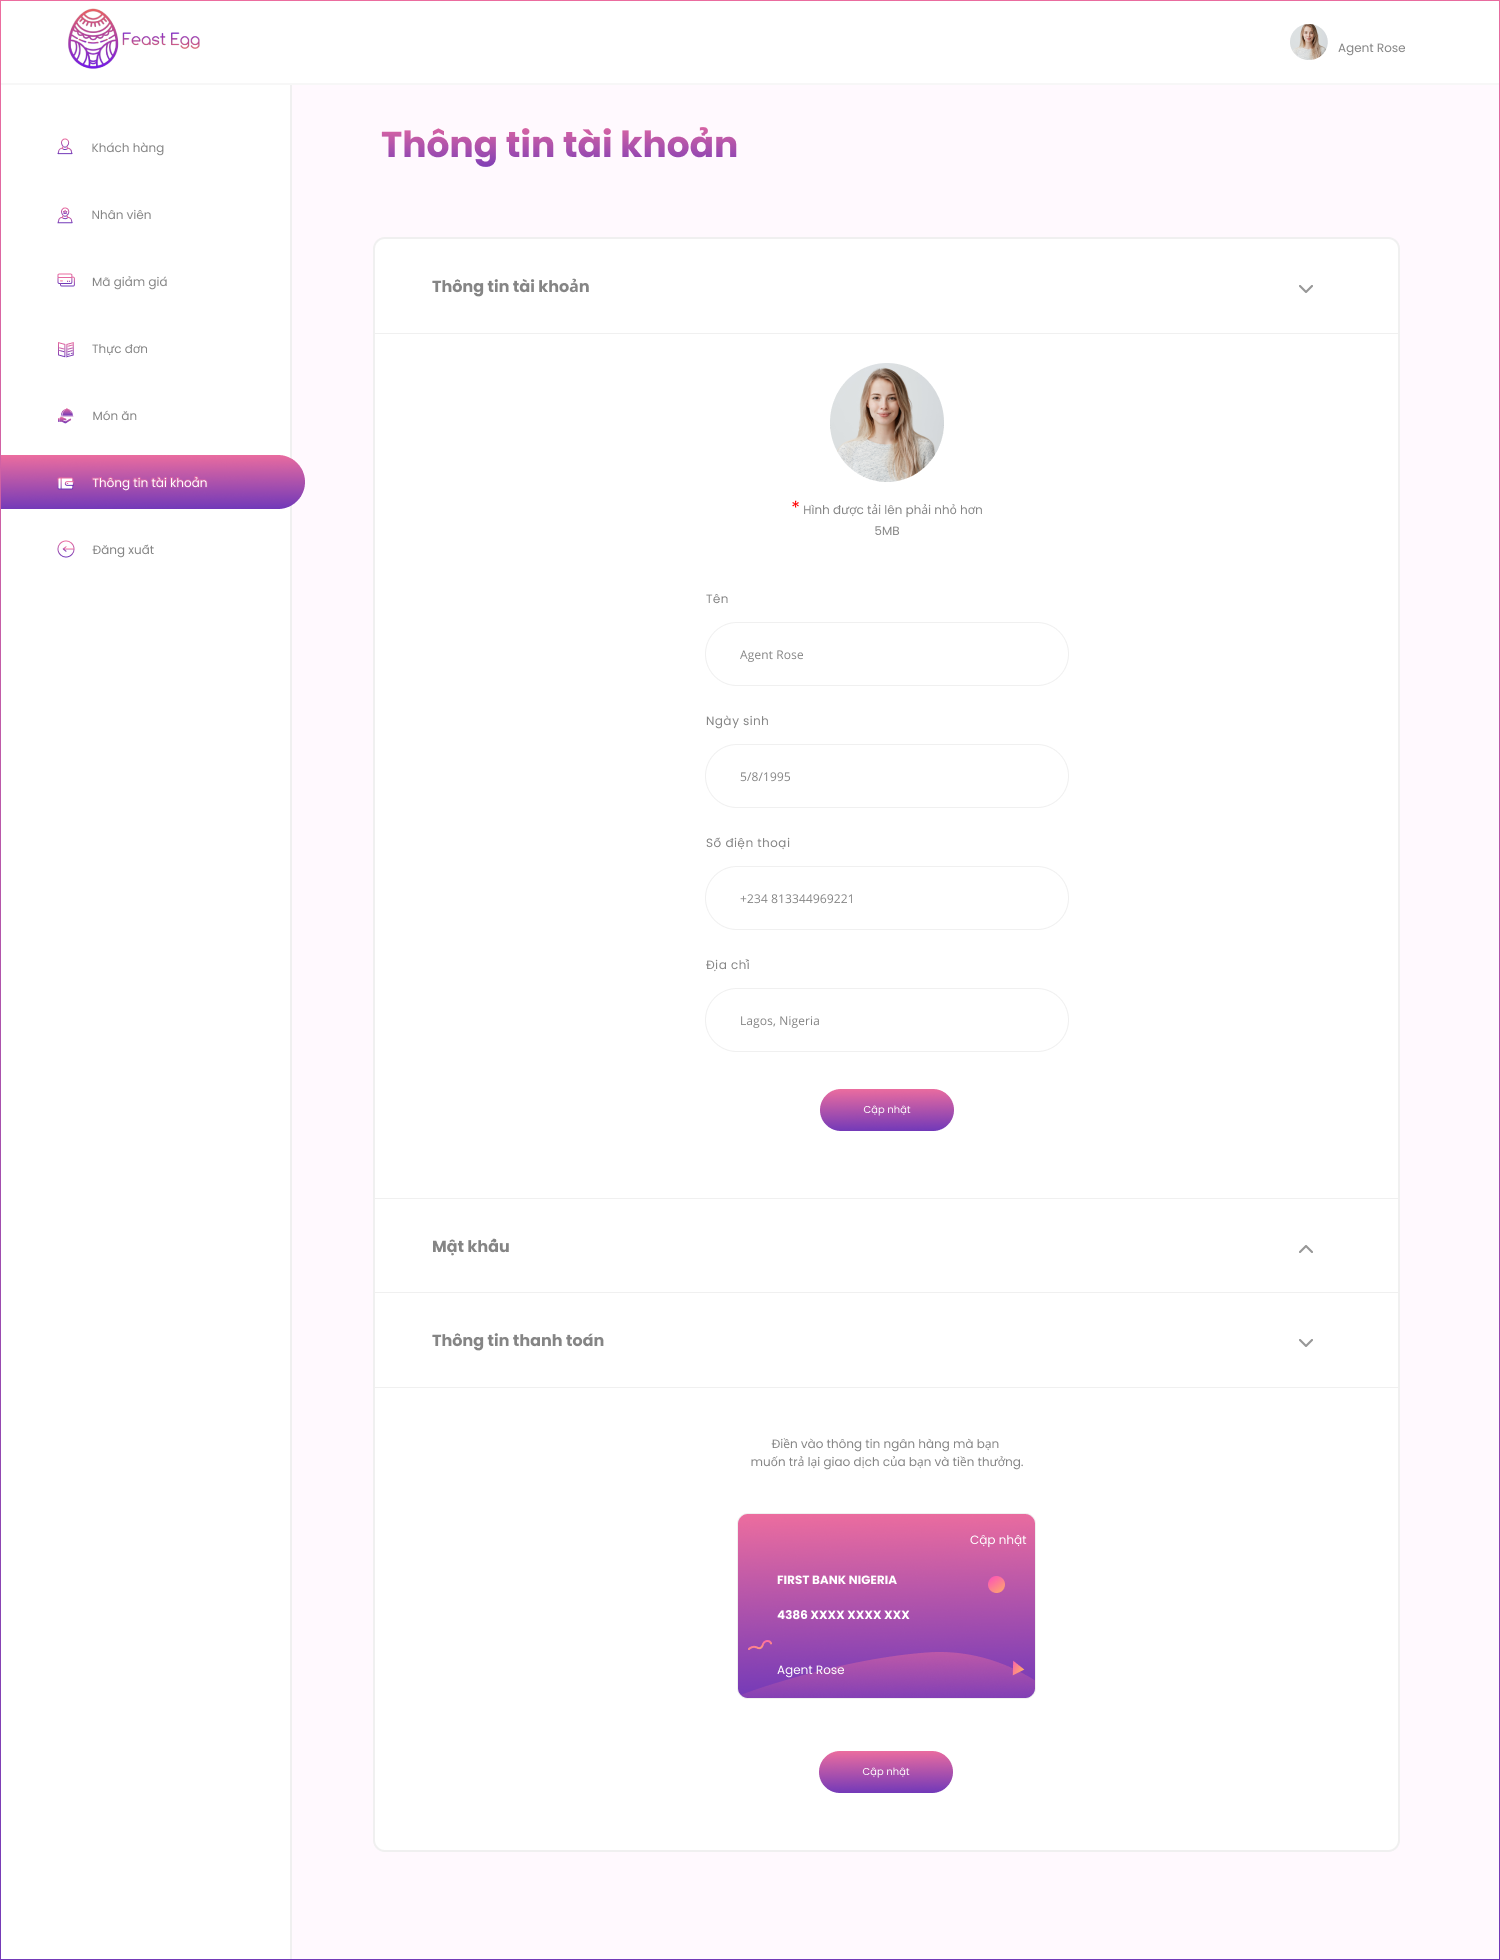 Feast Egg
Agent Rose
Khách hàng
Nhân viên
Mã giảm giá
Thực đơn
Món ăn
Thông tin tài khoản
Đăng xuất
Thông tin tài khoản
Thông tin tài khoản
* Hình được tải lên phải nhỏ hơn
5MB
Tên
Agent Rose
Ngày sinh
5/8/1995
Số điện thoại
+234 813344969221
Địa chỉ
Lagos, Nigeria
Cập nhật
Mật khẩu
Thông tin thanh toán
Điền vào thông tin ngân hàng mà bạn
muốn trả lại giao dịch của bạn và tiền thưởng.
Cập nhật
FIRST BANK NIGERIA
4386 XXXX XXXX XXX
Agent Rose
Cập nhật